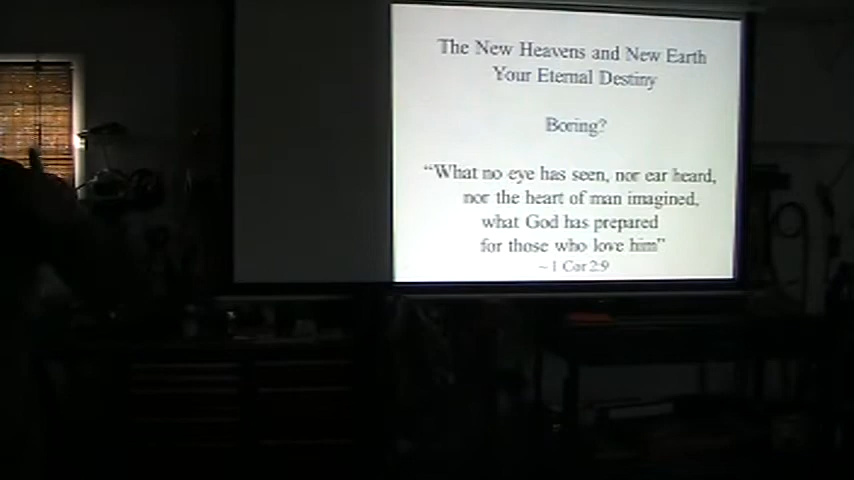 The New Heavens and New Earth
Your Eternal Destiny
Boring?
“What no eye has seen, nor ear heard,
nor the heart of man imagined,
what God has prepared
for those who love him”
~ 1 Cor 2:9